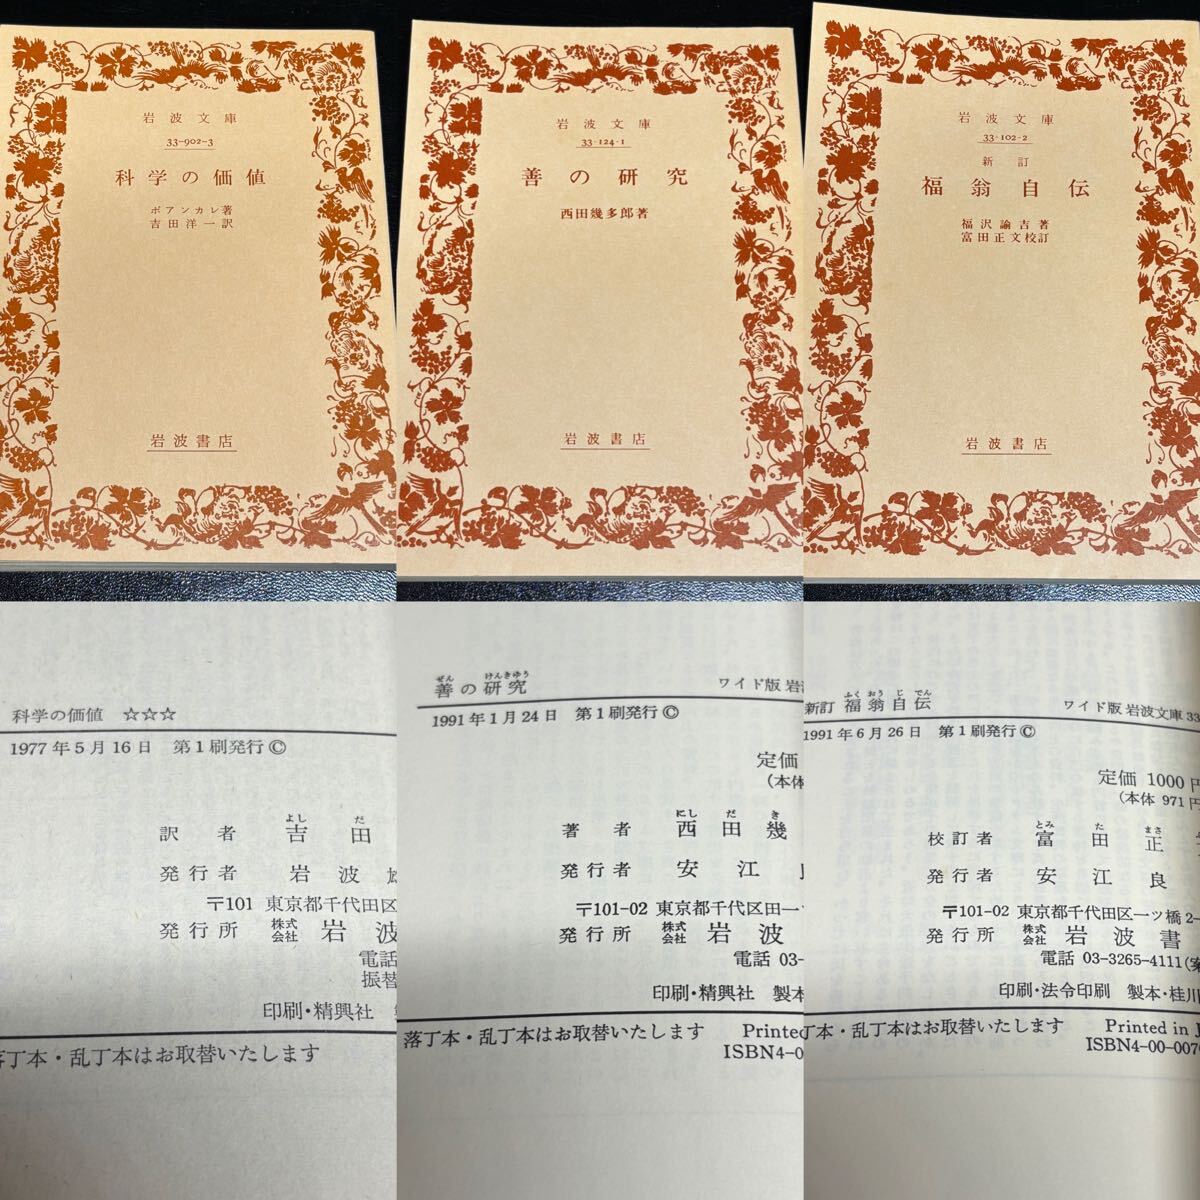 岩波文庫
33-902-3
科学の価値
ポアンカレ著
吉田洋一訳
岩波書店
岩波文庫
33-124-1
善の研究
西田幾多郎著
岩波書店
岩波文庫
33-102-2
新訂
福翁自伝
福沢諭吉著
富田正文校訂
岩波書店
科学の価値 ☆☆☆
1977年5月16日 第1刷発行©
よし だ
訳者 吉田
発行者 岩波
〒101 東京都千代田区
発行所 株式会社 岩波
電話
振替
印刷・精興社
落丁本・乱丁本はお取替いたします
ぜん けんきゆう
善の研究 ワイド版 岩
1991年1月24日 第1刷発行©
定価
(本体
にし だ き
著者 西田幾
発行者 安江
〒101-02 東京都千代田区一
発行所 株式会社 岩波
電話 03-
印刷・精興社 製本
落丁本・乱丁本はお取替いたします Printed
ISBN4-0
ふく おう じ でん
新訂 福翁自伝 ワイド版 岩波文庫 33
1991年6月26日 第1刷発行©
定価 1000円
(本体 971円
とみ た まさ
校訂者 富田正
発行者 安江良
〒101-02 東京都千代田区一ツ橋 2-
発行所 株式会社 岩波書
電話 03-3265-4111(案
印刷・法令印刷 製本・桂川
丁本・乱丁本はお取替いたします Printed in J
ISBN4-00-007